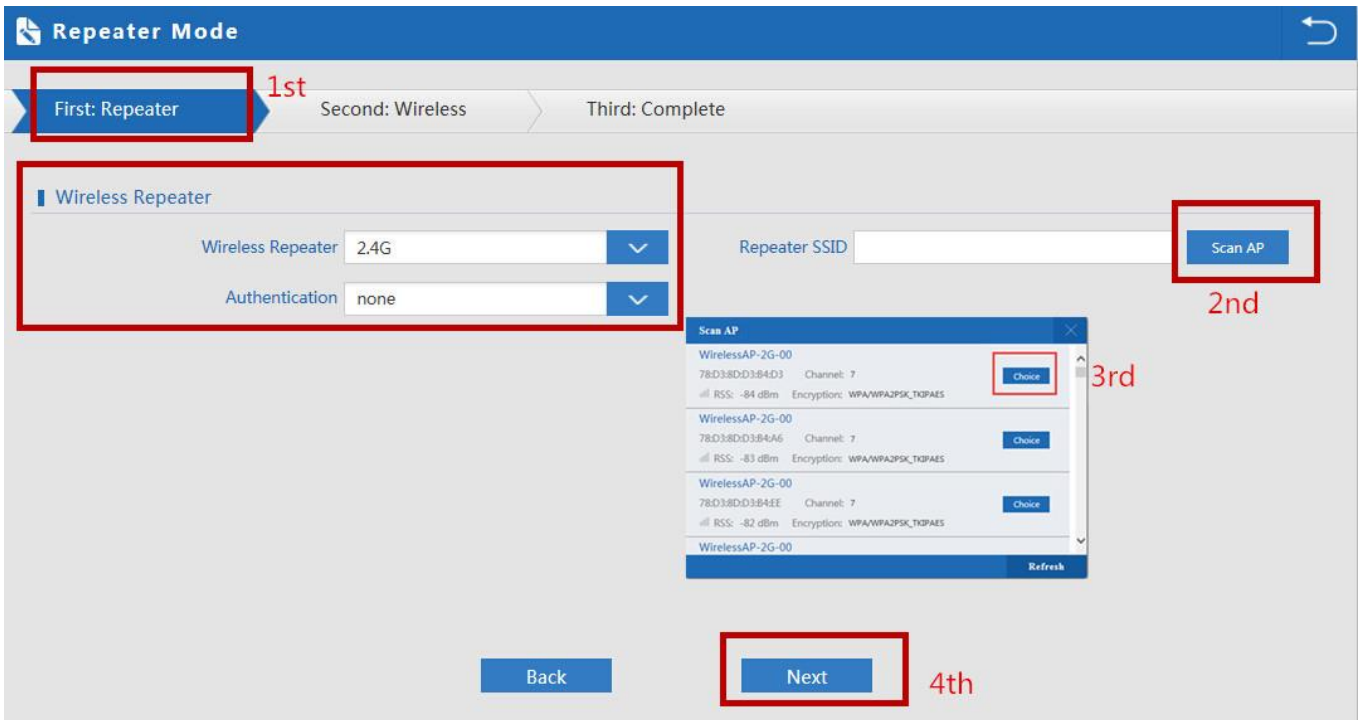 Repeater Mode
1st
First: Repeater
Second: Wireless
Third: Complete
Wireless Repeater
Wireless Repeater 2.4G
Repeater SSID
Scan AP
Authentication none
2nd
Scan AP
WirelessAP-2G-00
78:D3:8D:D3:B4:D3 Channel: 7
Choice
3rd
RSS: -84 dBm Encryption: WPA/WPA2PSK_TKIPAES
WirelessAP-2G-00
78:D3:8D:D3:B4:A6 Channel: 7
Choice
RSS: -83 dBm Encryption: WPA/WPA2PSK_TKIPAES
WirelessAP-2G-00
78:D3:8D:D3:B4:EE Channel: 7
Choice
RSS: -82 dBm Encryption: WPA/WPA2PSK_TKIPAES
WirelessAP-2G-00
Refresh
Back
Next
4th